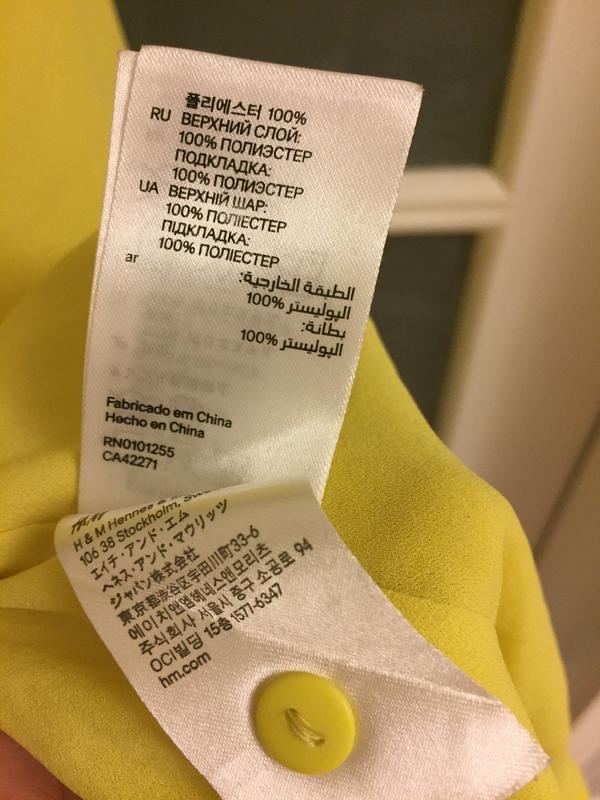 폴리에스터 100%
RU ВЕРХНИЙ СЛОЙ:
100% ПОЛИЭСТЕР
ПОДКЛАДКА:
100% ПОЛИЭСТЕР
UA ВЕРХНІЙ ШАР:
100% ПОЛІЕСТЕР
ПІДКЛАДКА:
100% ПОЛІЕСТЕР
ar
الطبقة الخارجية:
البوليستر %100
بطانة:
البوليستر %100
Fabricado em China
Hecho en China
RN0101255
CA42271
H & M Hennes &
106 38 Stockholm,
エイチ・アンド・エム
ヘネス・アンド・マウリッツ
ジャパン株式会社
東京都渋谷区宇田川町33-6
에이치앤엠헤네스앤모리츠
주식회사 서울시 중구 소공로 94
OCI빌딩 15층 1577-6347
hm.com